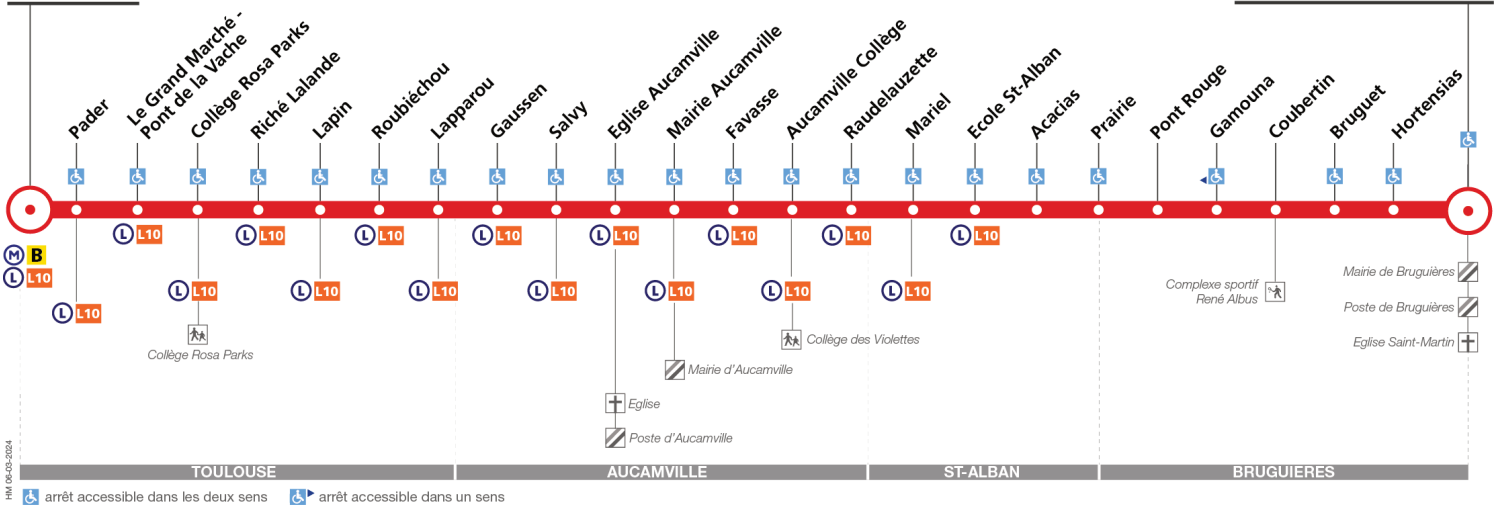 Pader
Le Grand Marché -
Pont de la Vache
Collège Rosa Parks
Riché Lalande
Lapin
Roubiéchou
Lapparou
Gaussen
Salvy
Eglise Aucamville
Mairie Aucamville
Favasse
Aucamville Collège
Raudelauzette
Mariel
Ecole St-Alban
Acacias
Prairie
Pont Rouge
Gamouna
Coubertin
Bruguet
Hortensias
L L10
L L10
L L10
L L10
L L10
L L10
L L10
L L10
M B
L L10
L L10
L L10
L L10
L L10
L L10
L L10
L L10
L L10
L L10
Collège Rosa Parks
Collège des Violettes
Mairie d'Aucamville
Eglise
Poste d'Aucamville
Complexe sportif
René Albus
Mairie de Bruguières
Poste de Bruguières
Eglise Saint-Martin
TOULOUSE
AUCAMVILLE
ST-ALBAN
BRUGUIERES
HM 06-03-2024
arrêt accessible dans les deux sens
arrêt accessible dans un sens